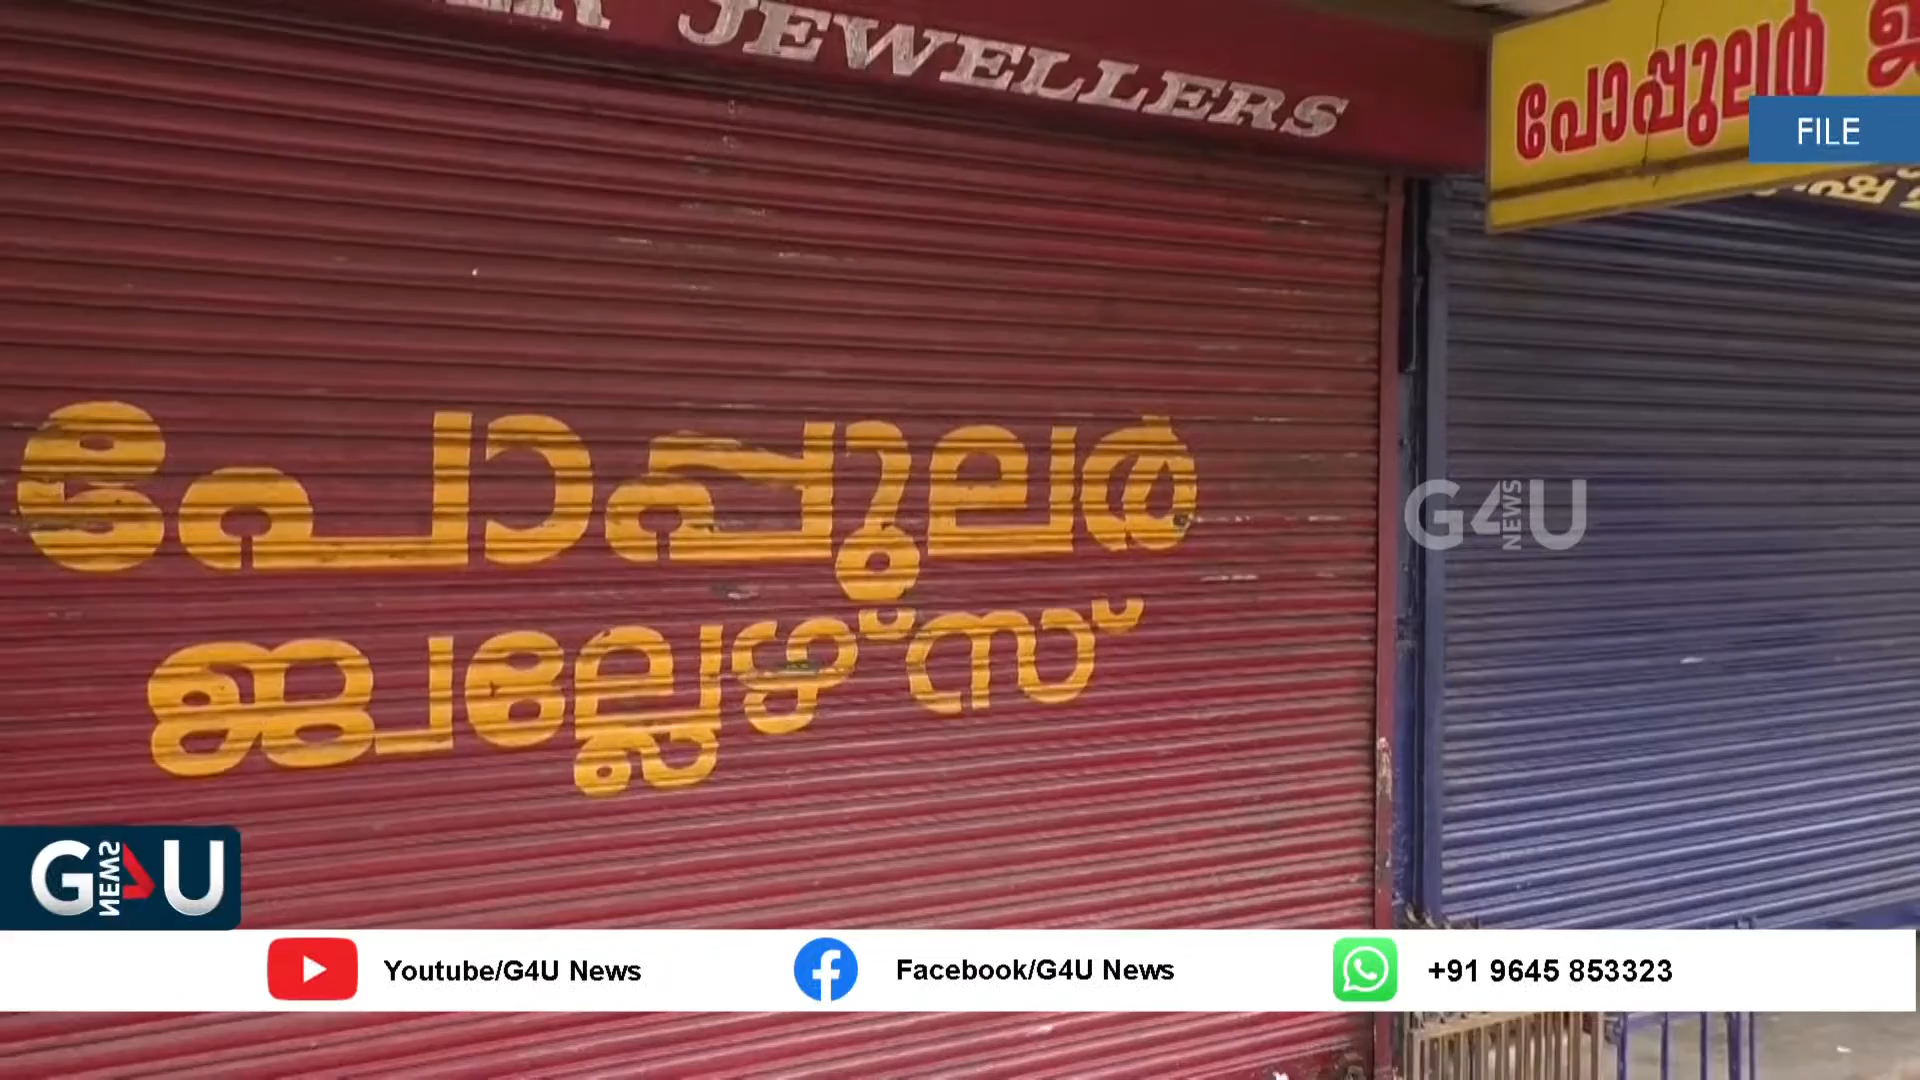 JEWELLERS
പോപ്പുലർ
FILE
പോപ്പുലർ
ജ്വല്ലേഴ്സ്
G4U NEWS
G4U NEWS
Youtube/G4U News
Facebook/G4U News
+91 9645 853323